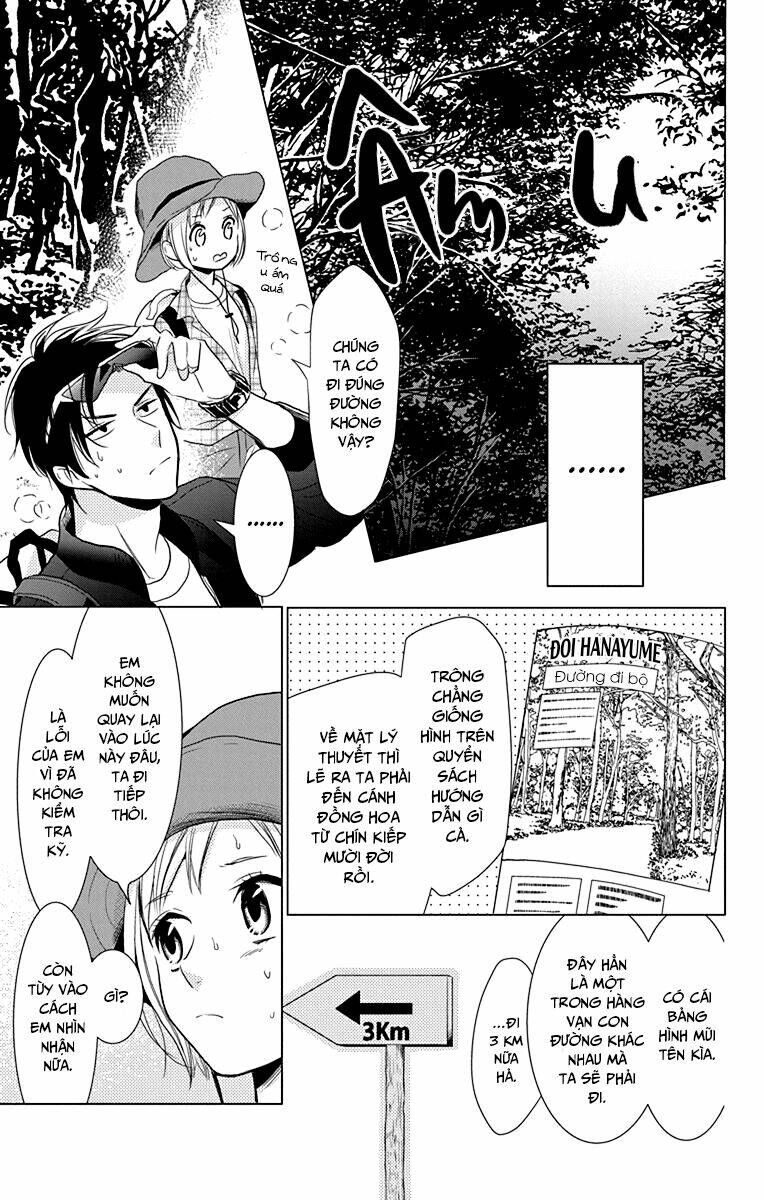 Âm u
......
CHÚNG
TA CÓ
ĐI ĐÚNG
ĐƯỜNG
KHÔNG
VẬY?
Trông
u ám
quá
......
ĐỒI HANAYUME
Đường đi bộ
TRÔNG
CHẲNG
GIỐNG
HÌNH TRÊN
QUYỂN
SÁCH
HƯỚNG
DẪN GÌ
CẢ.
VỀ MẶT LÝ
THUYẾT THÌ
LẼ RA TA PHẢI
ĐẾN CÁNH
ĐỒNG HOA
TỪ CHÍN KIẾP
MƯỜI ĐỜI
RỒI.
EM
KHÔNG
MUỐN
QUAY LẠI
VÀO LÚC
NÀY ĐÂU,
TA ĐI
TIẾP
THÔI.
LÀ
LỖI
CỦA EM
VÌ ĐÃ
KHÔNG
KIỂM
TRA
KỸ.
GÌ?
CÒN
TÙY VÀO
CÁCH
EM NHÌN
NHẬN
NỮA.
CÓ CÁI
BẢNG
HÌNH MŨI
TÊN KÌA.
ĐÂY HẲN
LÀ MỘT
TRONG HÀNG
VẠN CON
ĐƯỜNG KHÁC
NHAU MÀ
TA SẼ PHẢI
ĐI.
...ĐI
3 KM
NỮA
HẢ.
3Km